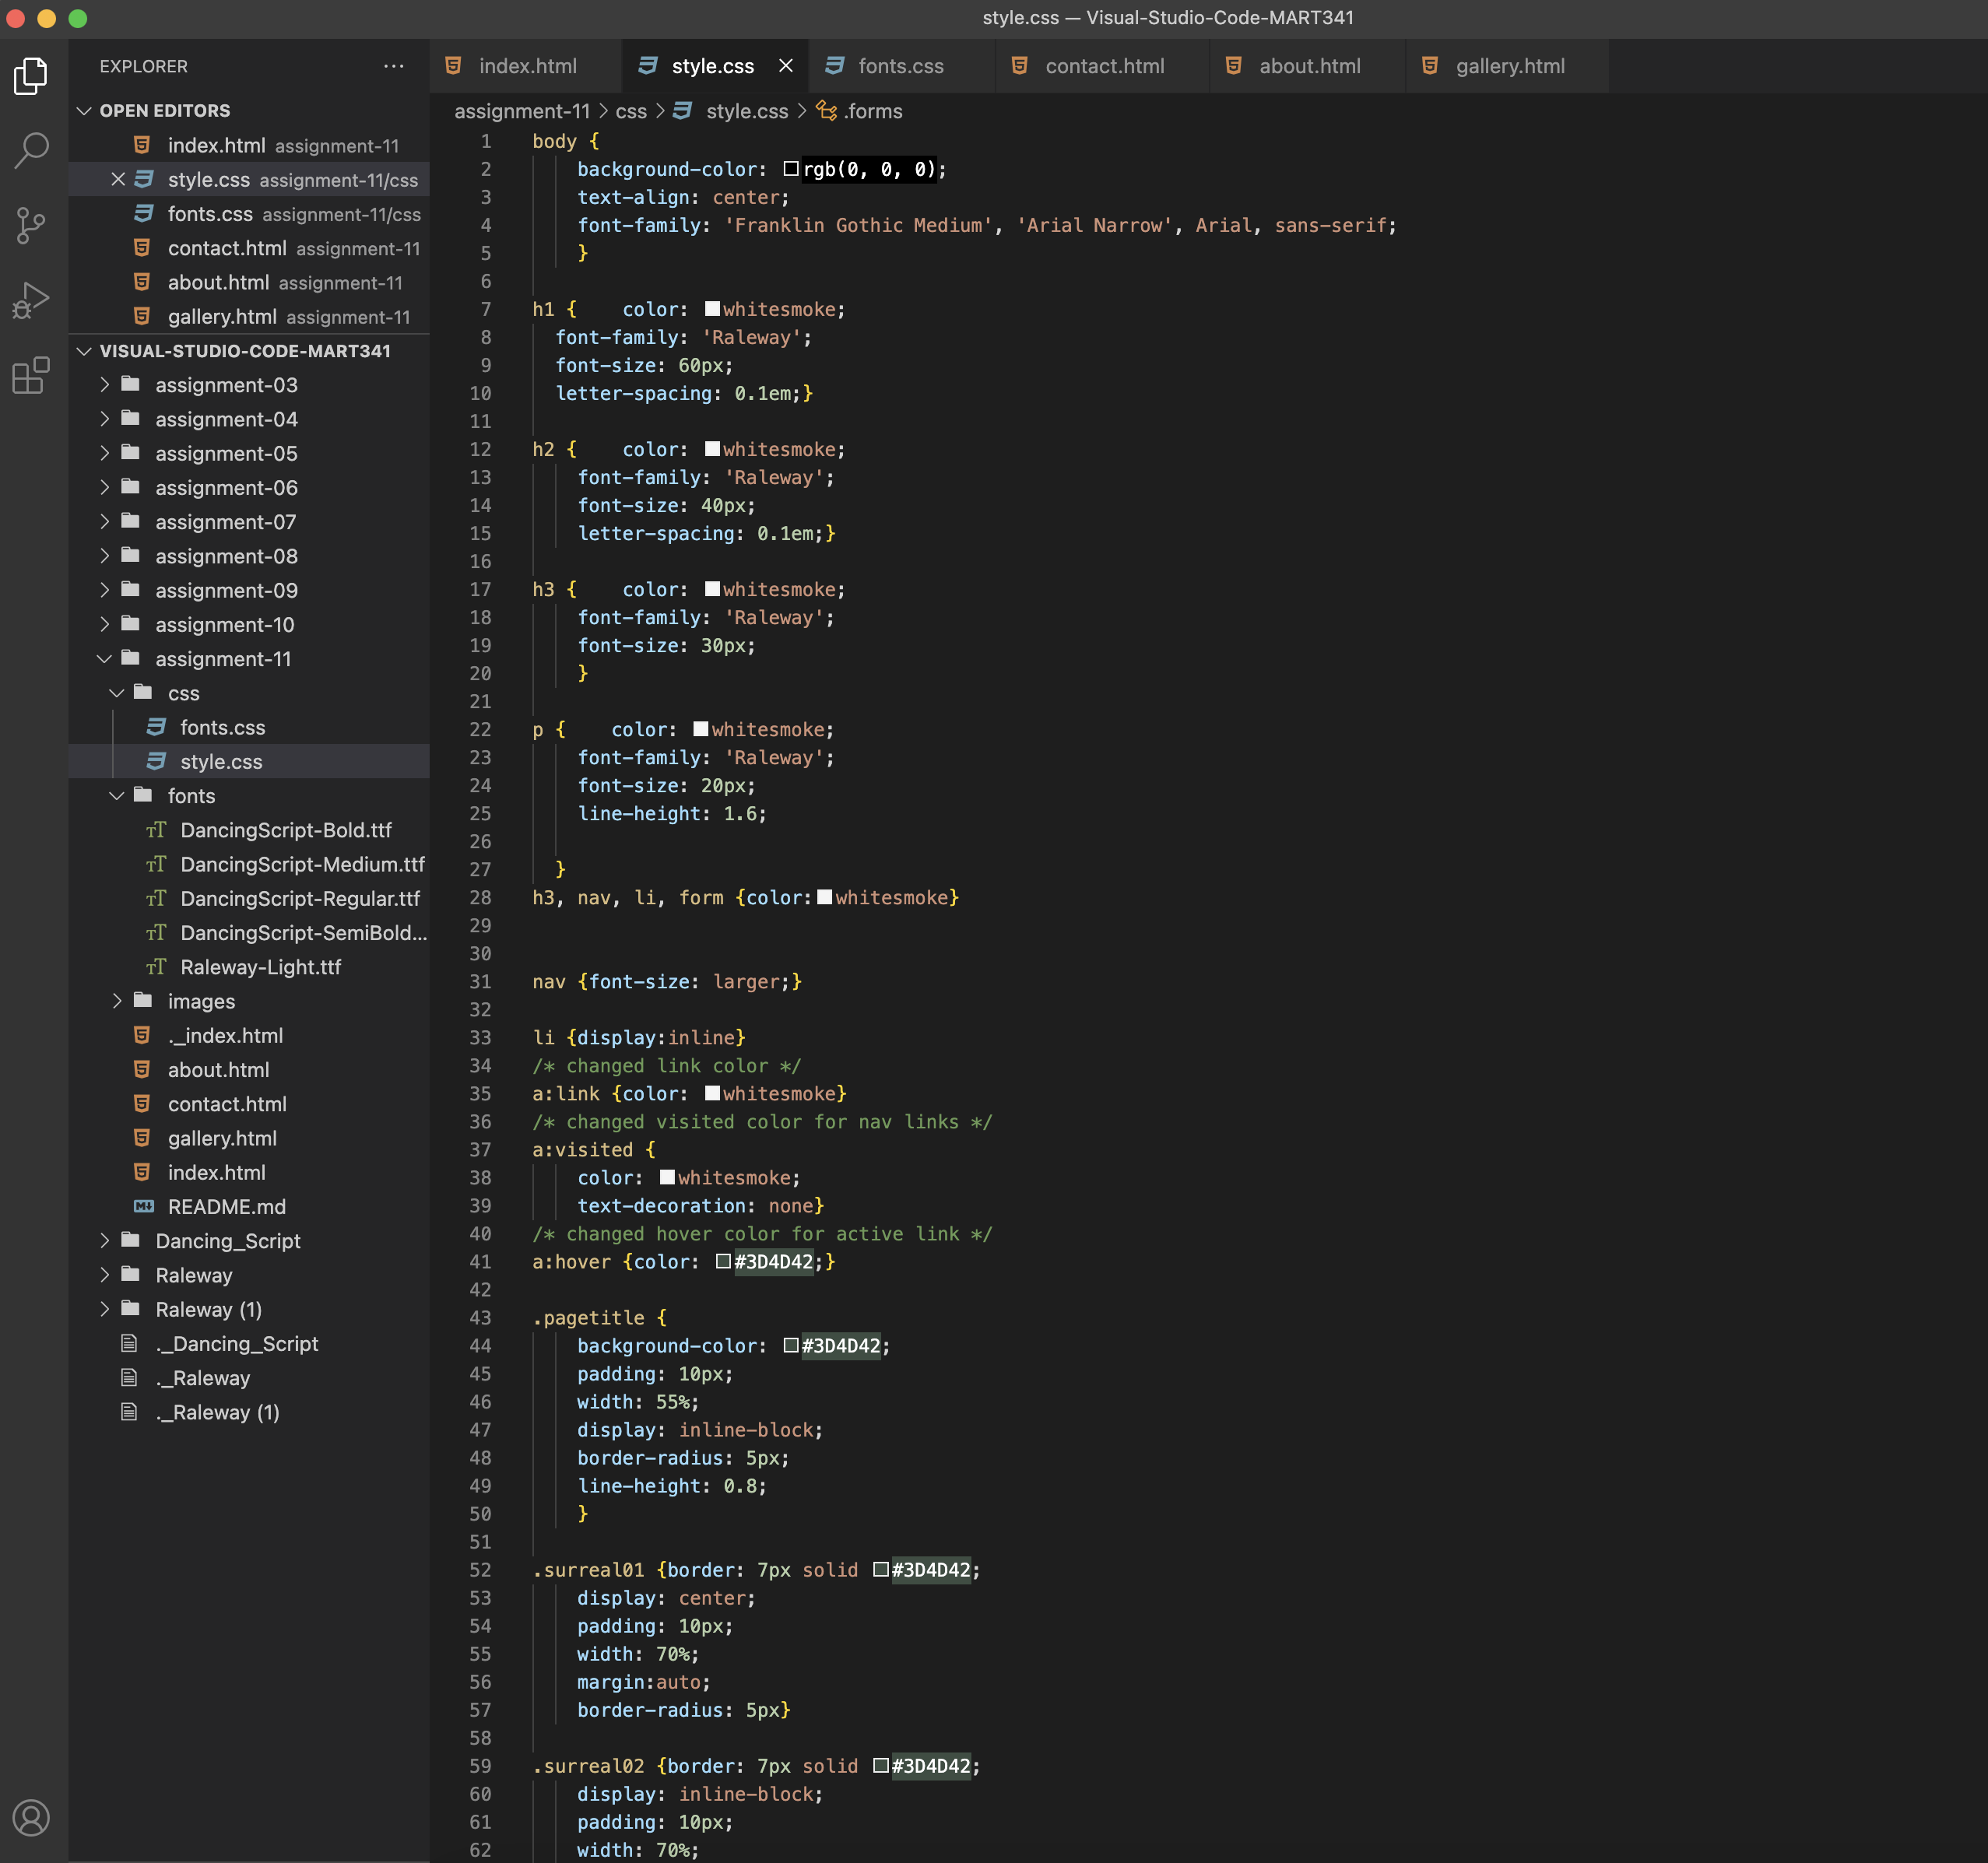 style.css — Visual-Studio-Code-MART341
EXPLORER ···
OPEN EDITORS
index.html assignment-11
style.css assignment-11/css
fonts.css assignment-11/css
contact.html assignment-11
about.html assignment-11
gallery.html assignment-11
VISUAL-STUDIO-CODE-MART341
assignment-03
assignment-04
assignment-05
assignment-06
assignment-07
assignment-08
assignment-09
assignment-10
assignment-11
css
fonts.css
style.css
fonts
DancingScript-Bold.ttf
DancingScript-Medium.ttf
DancingScript-Regular.ttf
DancingScript-SemiBold...
Raleway-Light.ttf
images
._index.html
about.html
contact.html
gallery.html
index.html
README.md
Dancing_Script
Raleway
Raleway (1)
._Dancing_Script
._Raleway
._Raleway (1)
index.html style.css fonts.css contact.html about.html gallery.html
assignment-11 > css > style.css > .forms
1 body {
2 background-color: rgb(0, 0, 0);
3 text-align: center;
4 font-family: 'Franklin Gothic Medium', 'Arial Narrow', Arial, sans-serif;
5 }
6
7 h1 { color: whitesmoke;
8 font-family: 'Raleway';
9 font-size: 60px;
10 letter-spacing: 0.1em;}
11
12 h2 { color: whitesmoke;
13 font-family: 'Raleway';
14 font-size: 40px;
15 letter-spacing: 0.1em;}
16
17 h3 { color: whitesmoke;
18 font-family: 'Raleway';
19 font-size: 30px;
20 }
21
22 p { color: whitesmoke;
23 font-family: 'Raleway';
24 font-size: 20px;
25 line-height: 1.6;
26
27 }
28 h3, nav, li, form {color: whitesmoke}
29
30
31 nav {font-size: larger;}
32
33 li {display:inline}
34 /* changed link color */
35 a:link {color: whitesmoke}
36 /* changed visited color for nav links */
37 a:visited {
38 color: whitesmoke;
39 text-decoration: none}
40 /* changed hover color for active link */
41 a:hover {color: #3D4D42;}
42
43 .pagetitle {
44 background-color: #3D4D42;
45 padding: 10px;
46 width: 55%;
47 display: inline-block;
48 border-radius: 5px;
49 line-height: 0.8;
50 }
51
52 .surreal01 {border: 7px solid #3D4D42;
53 display: center;
54 padding: 10px;
55 width: 70%;
56 margin:auto;
57 border-radius: 5px}
58
59 .surreal02 {border: 7px solid #3D4D42;
60 display: inline-block;
61 padding: 10px;
62 width: 70%;